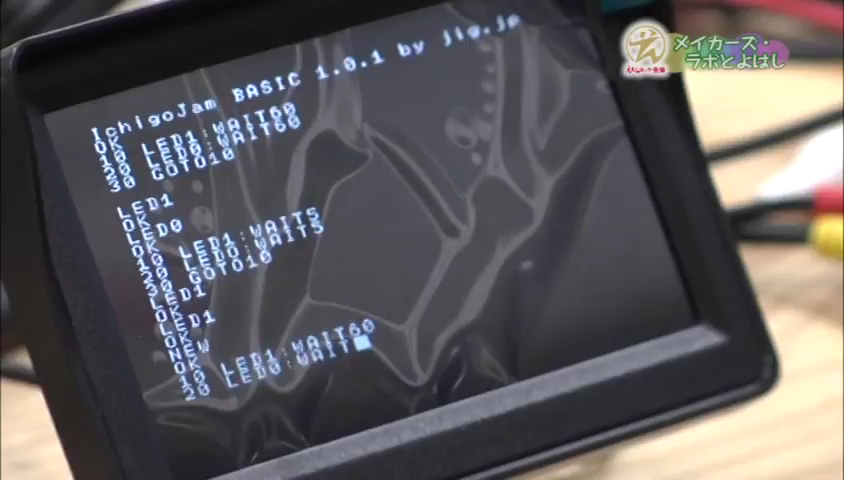 メイカーズ・
ラボとよはし
IchigoJam BASIC 1.0.1 by jig.jp
OK
10 LED1:WAIT60
20 LED0:WAIT60
30 GOTO10
LED1
OK
LED0
OK
10 LED1:WAIT5
20 LED0:WAIT5
30 GOTO10
LED1
OK
LED1
OK
NEW
OK
10 LED1:WAIT60
20 LED0:WAIT